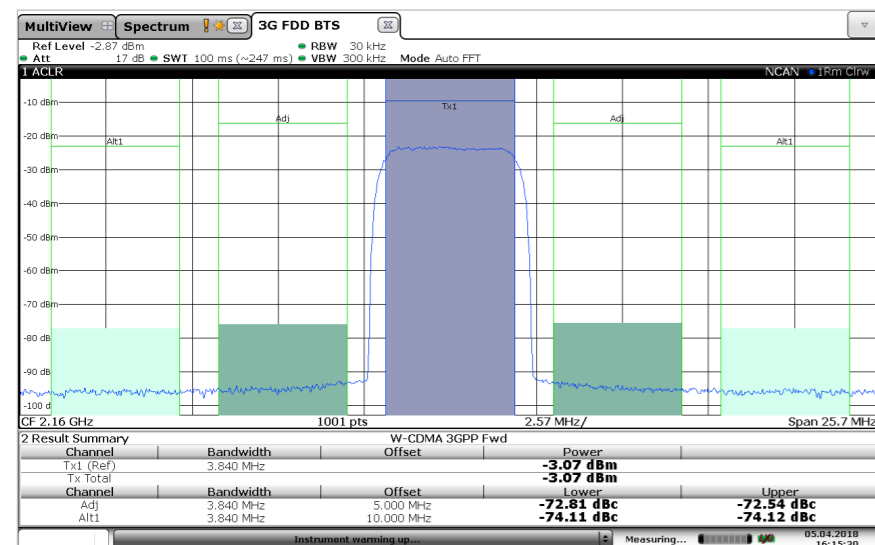 MultiView Spectrum 3G FDD BTS
Ref Level -2.87 dBm RBW 30 kHz
Att 17 dB SWT 100 ms (~247 ms) VBW 300 kHz Mode Auto FFT
1 ACLR NCAN 1Rm Clrw
-10 dBm
Tx1
Adj Adj
-20 dBm
Alt1 Alt1
-30 dBm
-40 dBm
-50 dBm
-60 dBm
-70 dBm
-80 dB
-90 dB
-100 d
CF 2.16 GHz 1001 pts 2.57 MHz/ Span 25.7 MHz
2 Result Summary W-CDMA 3GPP Fwd
Channel Bandwidth Offset Power
Tx1 (Ref) 3.840 MHz -3.07 dBm
Tx Total -3.07 dBm
Channel Bandwidth Offset Lower Upper
Adj 3.840 MHz 5.000 MHz -72.81 dBc -72.54 dBc
Alt1 3.840 MHz 10.000 MHz -74.11 dBc -74.12 dBc
Instrument warming up... Measuring... 05.04.2018
16:15:30